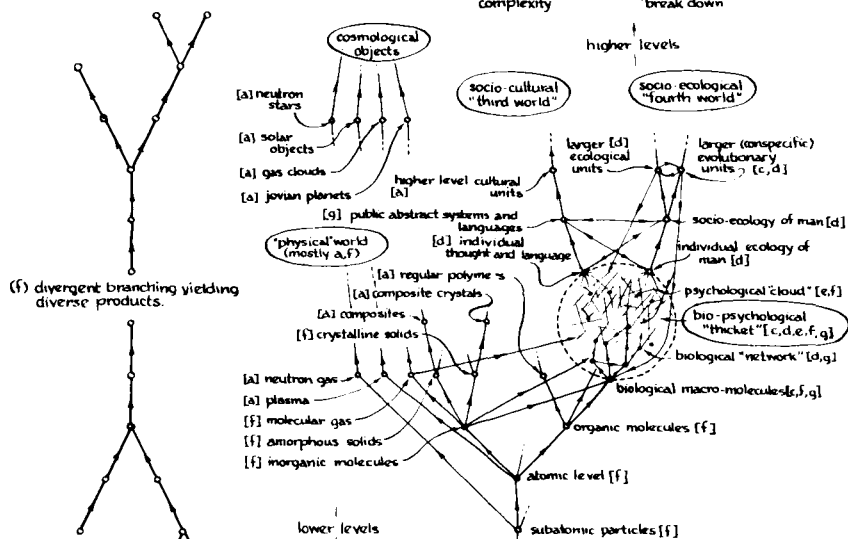 complexity
"break down
higher levels
cosmological
objects
socio-cultural
"third world"
socio-ecological
"fourth world"
[a] neutron
stars
[a] solar
objects
[a] gas clouds
[a] jovian planets
larger [d]
ecological
units
larger (conspecific)
evolutionary
units [c,d]
higher level cultural
[a] units
[g] public abstract systems and
languages
socio-ecology of man [d]
"physical" world
(mostly a,f)
[d] individual
thought and language
individual ecology of
man [d]
(f) divergent branching yielding
diverse products.
[a] regular polymers
[a] composite crystals
[a] composites
[f] crystalline solids
psychological "cloud" [e,f]
bio-psychological
"thicket" [c,d,e,f,g]
biological "network" [d,g]
[a] neutron gas
[a] plasma
[f] molecular gas
[f] amorphous solids
[f] inorganic molecules
biological macro-molecules [c,f,g]
organic molecules [f]
atomic level [f]
lower levels
subatomic particles [f]